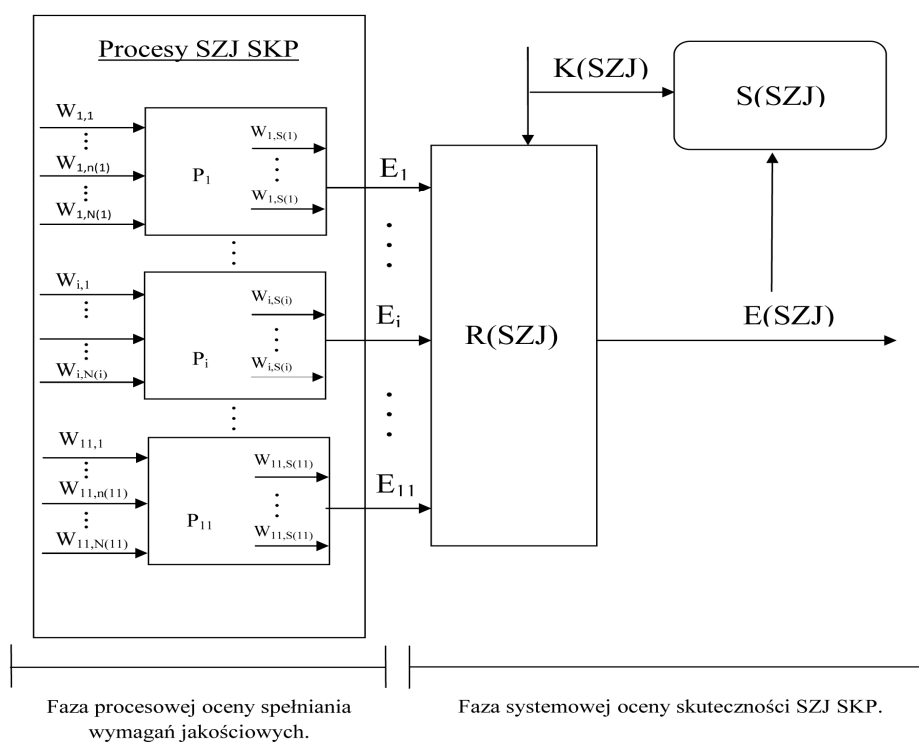 Procesy SZJ SKP
W1,1
W1,n(1)
W1,N(1)
P1
W1,S(1)
W1,S(1)
E1
Wi,1
Wi,N(i)
Pi
Wi,S(i)
Wi,S(i)
Ei
W11,1
W11,n(11)
W11,N(11)
P11
W11,S(11)
W11,S(11)
E11
R(SZJ)
K(SZJ)
S(SZJ)
E(SZJ)
Faza procesowej oceny spełniania
wymagań jakościowych.
Faza systemowej oceny skuteczności SZJ SKP.